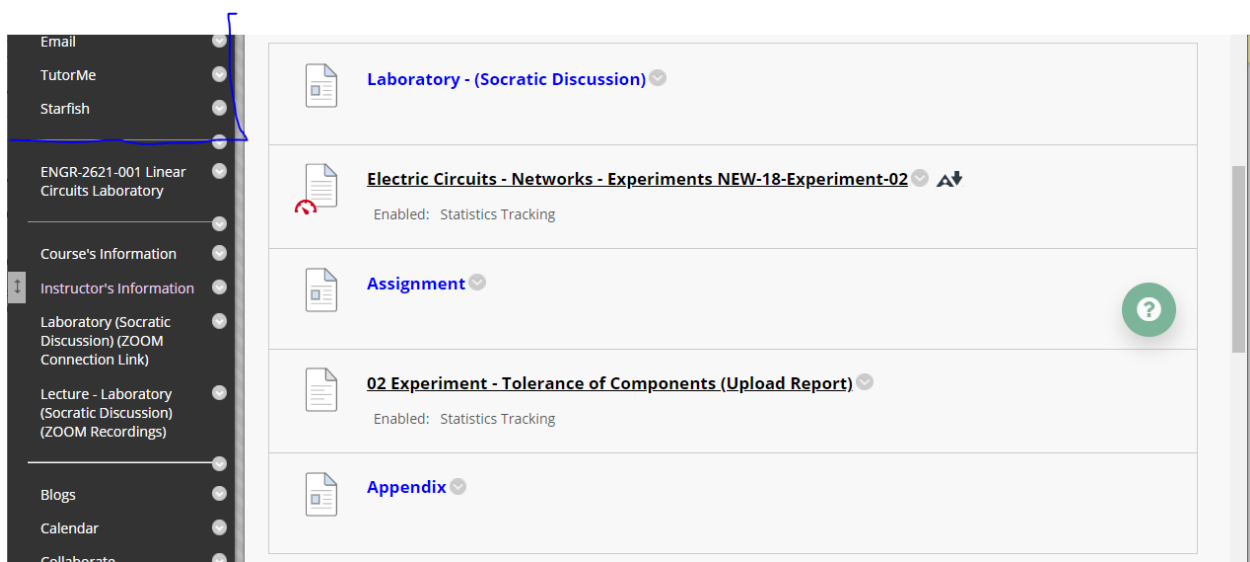 Email
TutorMe
Starfish
ENGR-2621-001 Linear
Circuits Laboratory
Course's Information
Instructor's Information
Laboratory (Socratic
Discussion) (ZOOM
Connection Link)
Lecture - Laboratory
(Socratic Discussion)
(ZOOM Recordings)
Blogs
Calendar
Collaborate
Laboratory - (Socratic Discussion)
Electric Circuits - Networks - Experiments NEW-18-Experiment-02
Enabled: Statistics Tracking
Assignment
02 Experiment - Tolerance of Components (Upload Report)
Enabled: Statistics Tracking
Appendix